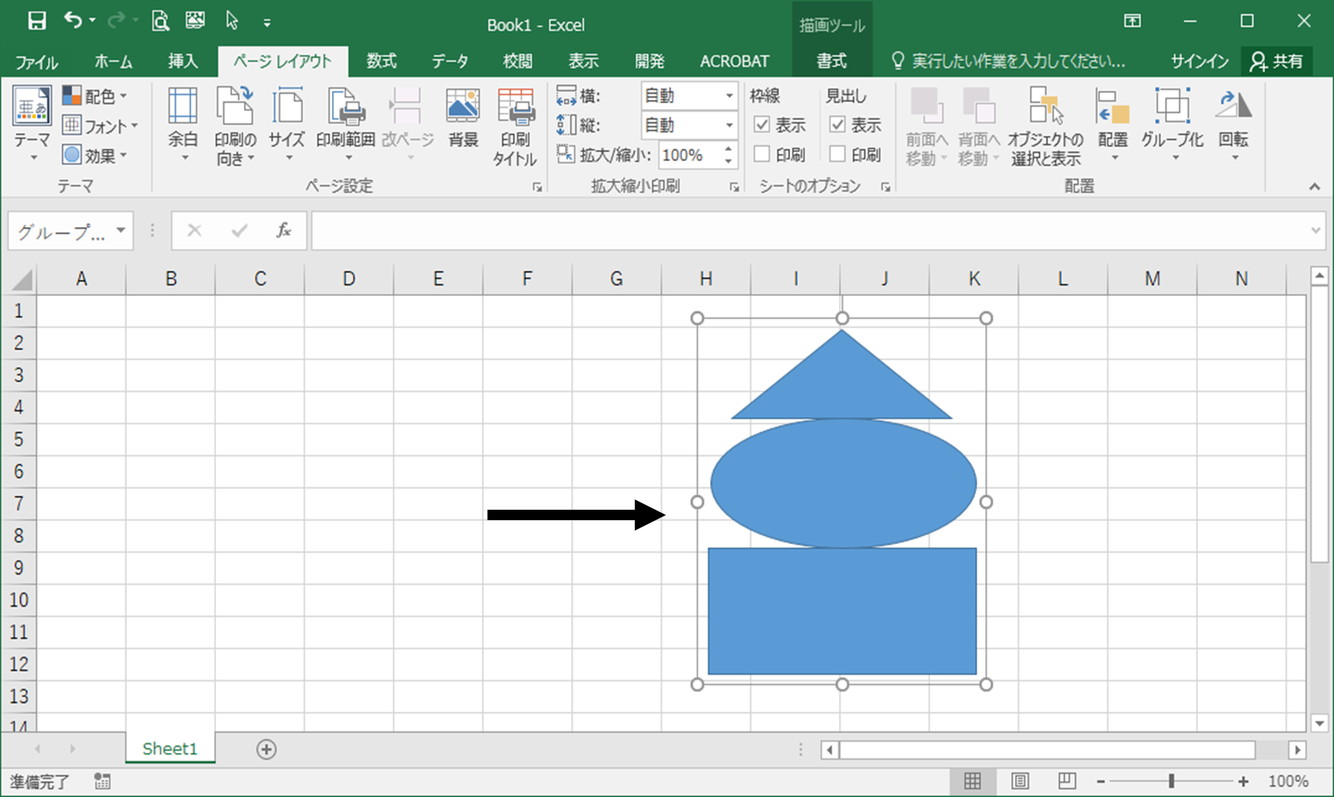 Book1 - Excel
描画ツール
ファイル ホーム 挿入 ページ レイアウト 数式 データ 校閲 表示 開発 ACROBAT 書式 実行したい作業を入力してください... サインイン 共有
テーマ
配色
フォント
効果
テーマ
余白
印刷の
向き
サイズ
印刷範囲
改ページ
背景
印刷
タイトル
ページ設定
横: 自動
縦: 自動
拡大/縮小: 100%
拡大縮小印刷
枠線
表示
印刷
見出し
表示
印刷
シートのオプション
前面へ
移動
背面へ
移動
オブジェクトの
選択と表示
配置
グループ化
回転
配置
グループ... fx
A B C D E F G H I J K L M N
1
2
3
4
5
6
7
8
9
10
11
12
13
14
Sheet1
準備完了 100%